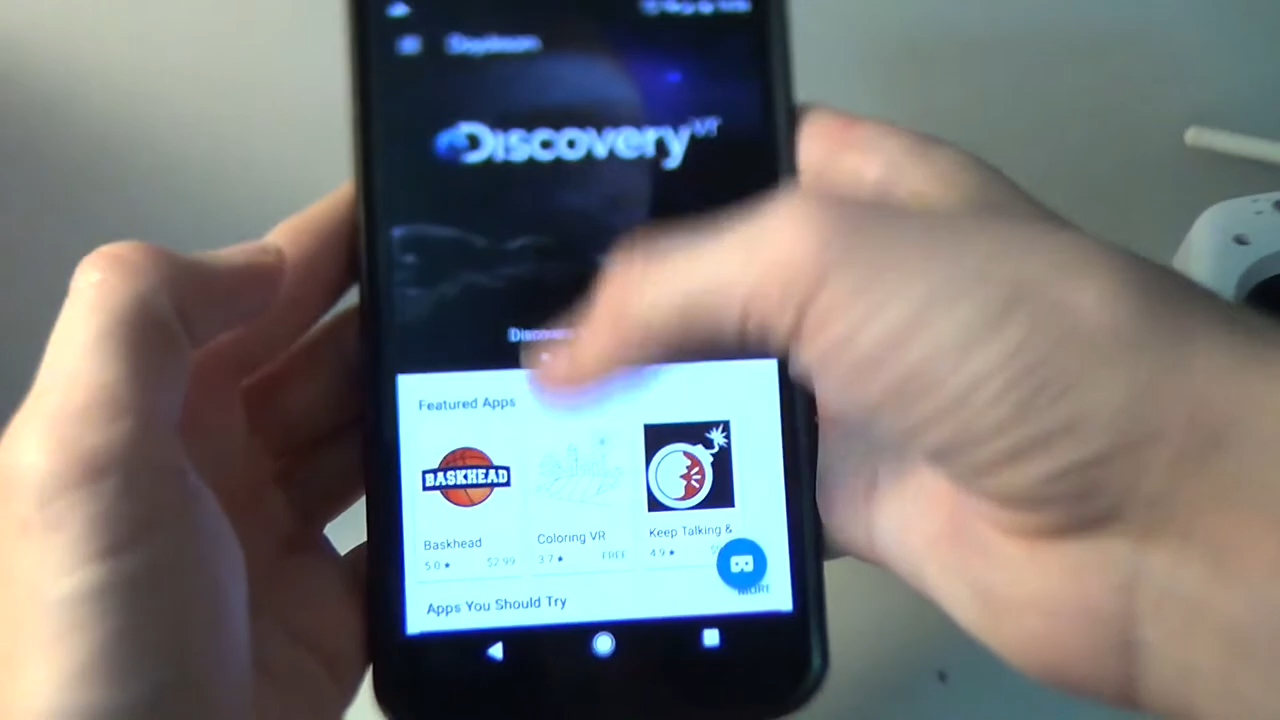 Daydream
Discovery VR
Featured Apps
BASKHEAD
Baskhead
5.0 ★ $2.99
Coloring VR
3.7 ★ FREE
Keep Talking &
4.9 ★
MORE
Apps You Should Try